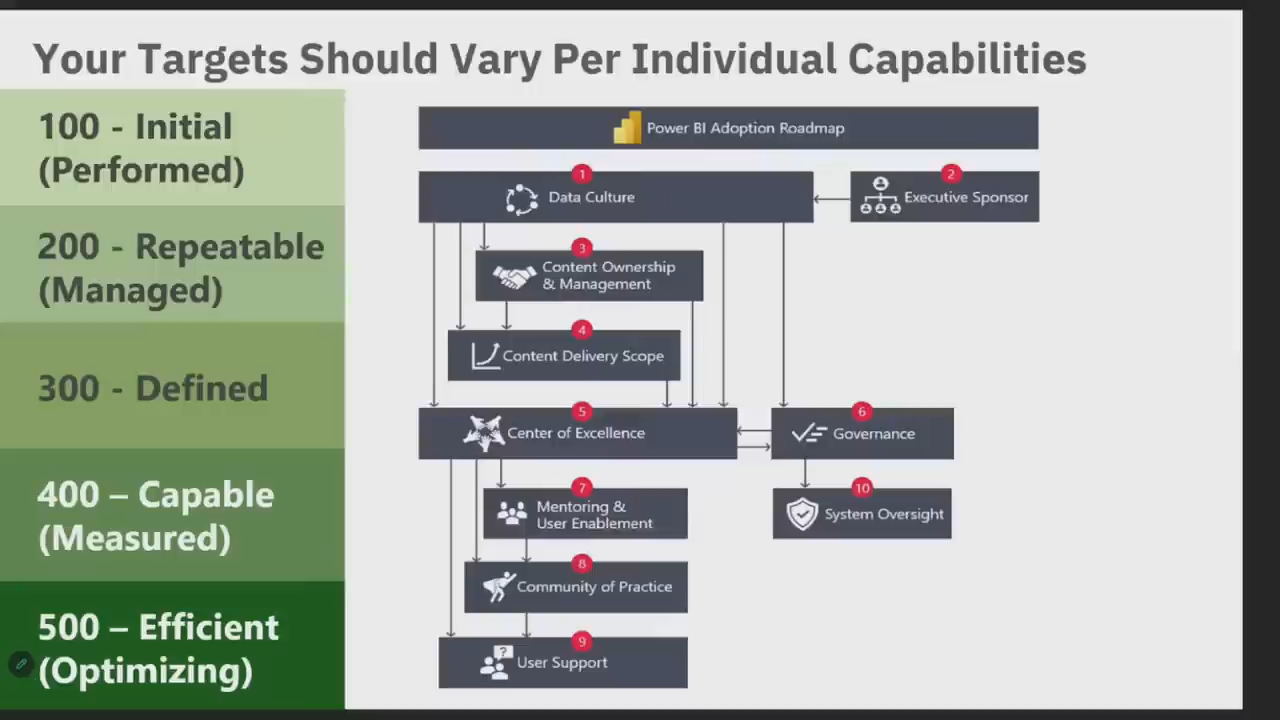 Your Targets Should Vary Per Individual Capabilities
100 - Initial
(Performed)
200 - Repeatable
(Managed)
300 - Defined
400 – Capable
(Measured)
500 – Efficient
(Optimizing)
Power BI Adoption Roadmap
1
Data Culture
2
Executive Sponsor
3
Content Ownership
& Management
4
Content Delivery Scope
5
Center of Excellence
6
Governance
7
Mentoring &
User Enablement
10
System Oversight
8
Community of Practice
9
?
User Support